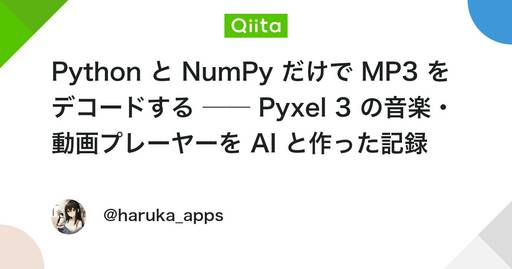 Qiita
Python と NumPy だけで MP3 を
デコードする ── Pyxel 3 の音楽・
動画プレーヤーを AI と作った記録
@haruka_apps